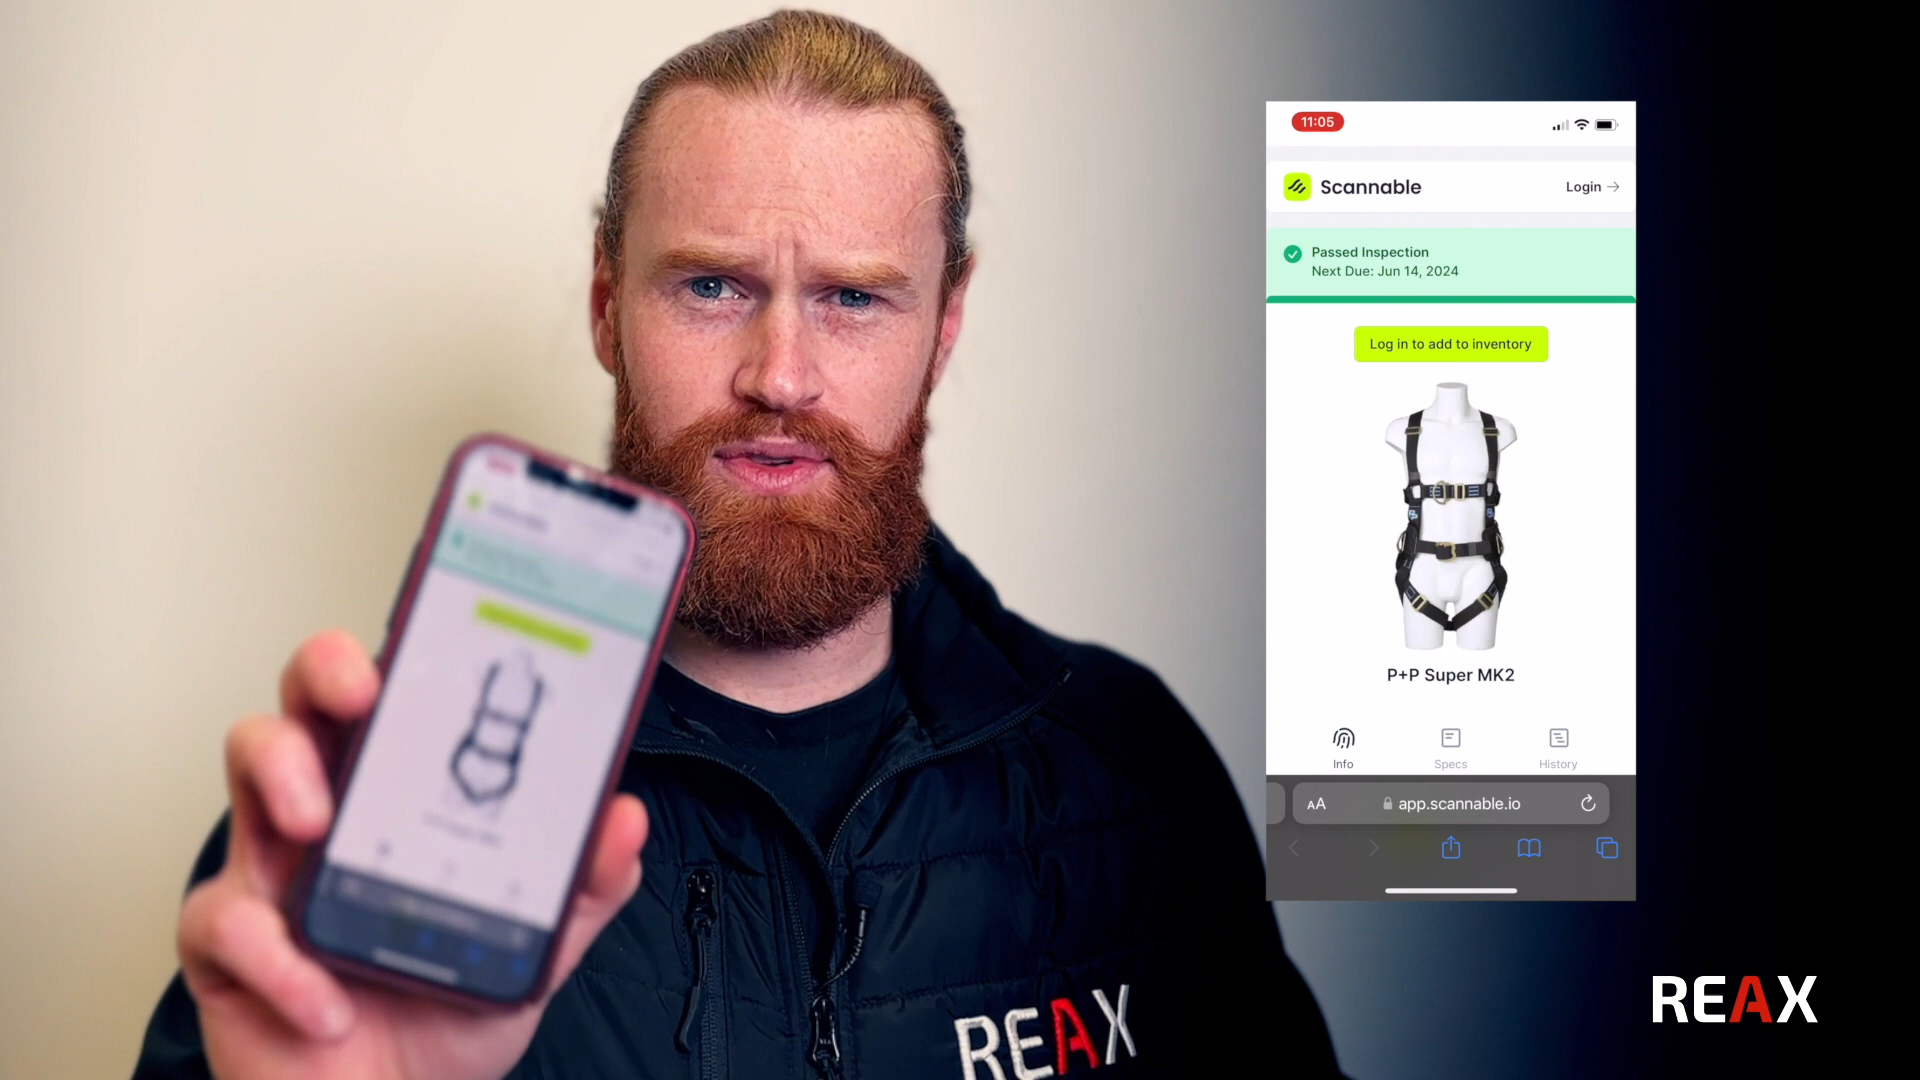 11:05
Scannable
Login →
Passed Inspection
Next Due: Jun 14, 2024
Log in to add to inventory
P+P Super MK2
Info
Specs
History
AA
app.scannable.io
REAX
REAX